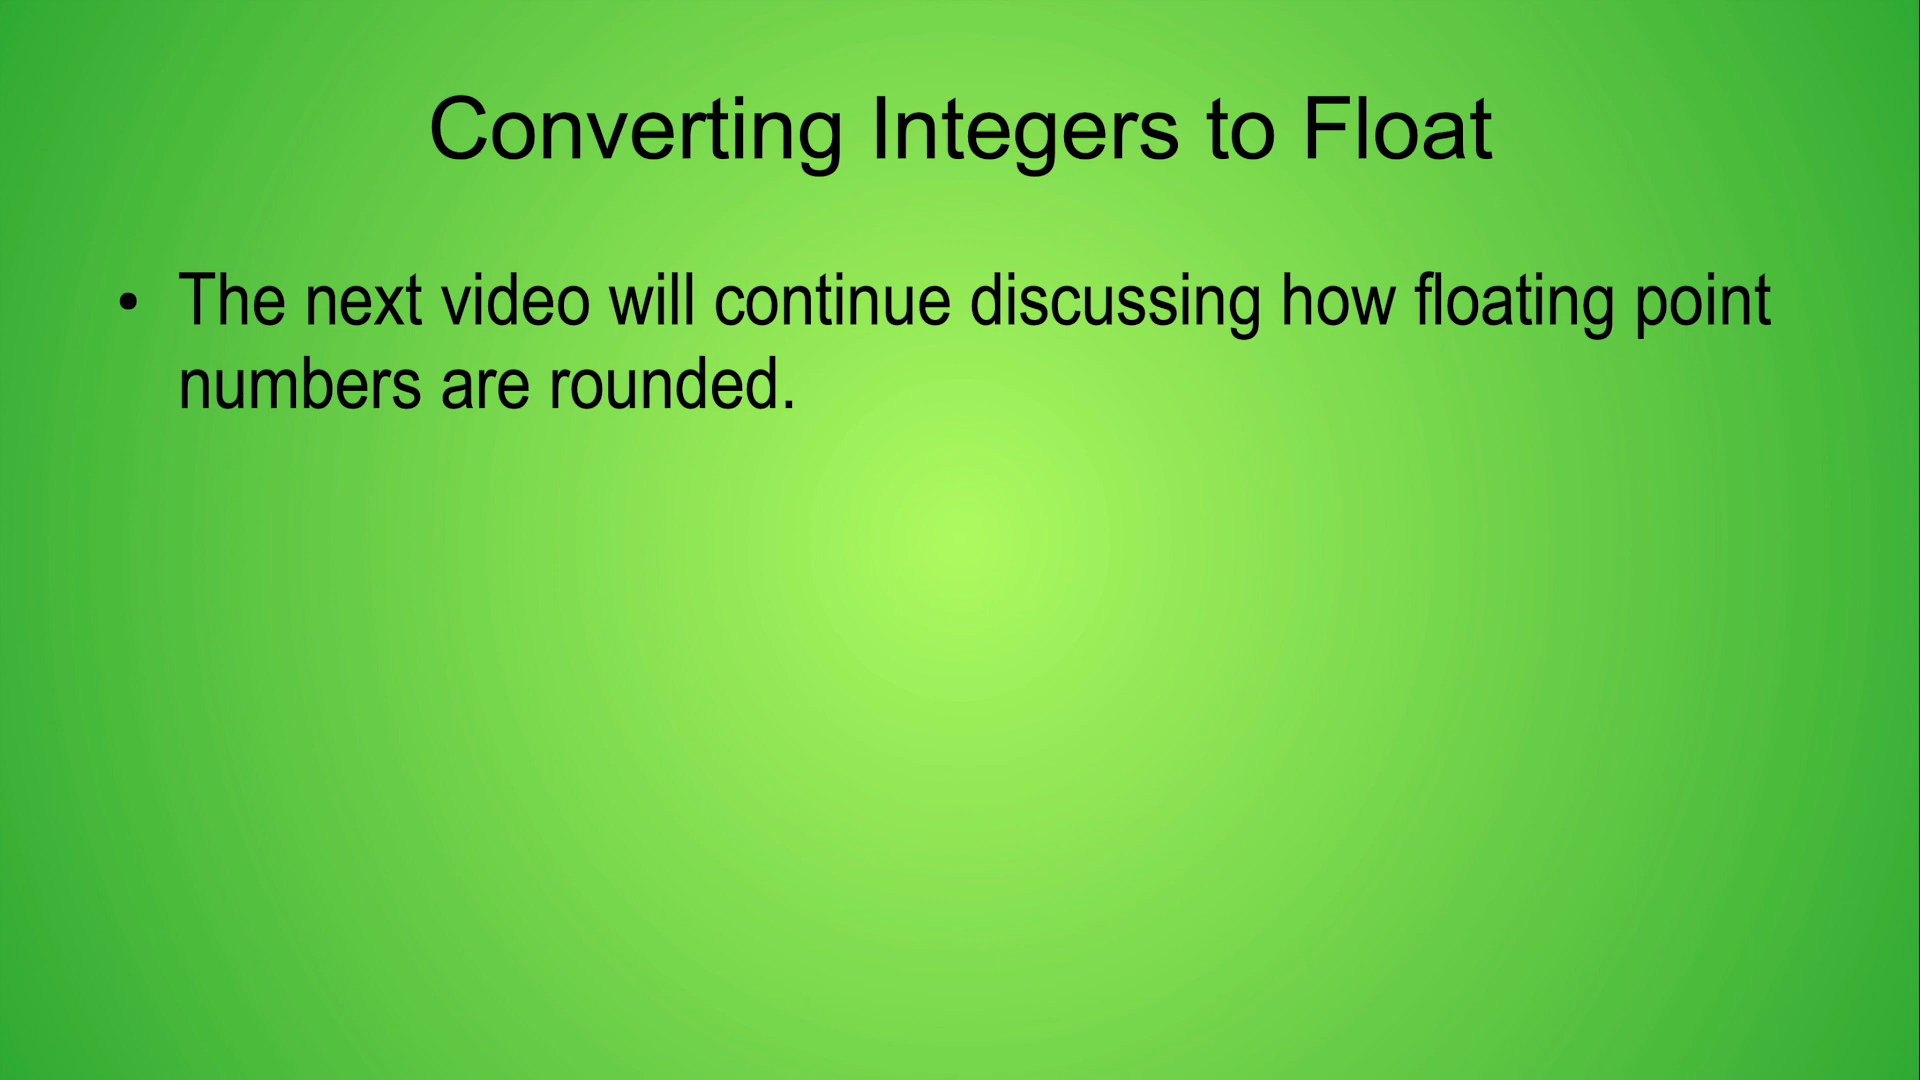 Converting Integers to Float
• The next video will continue discussing how floating point
numbers are rounded.